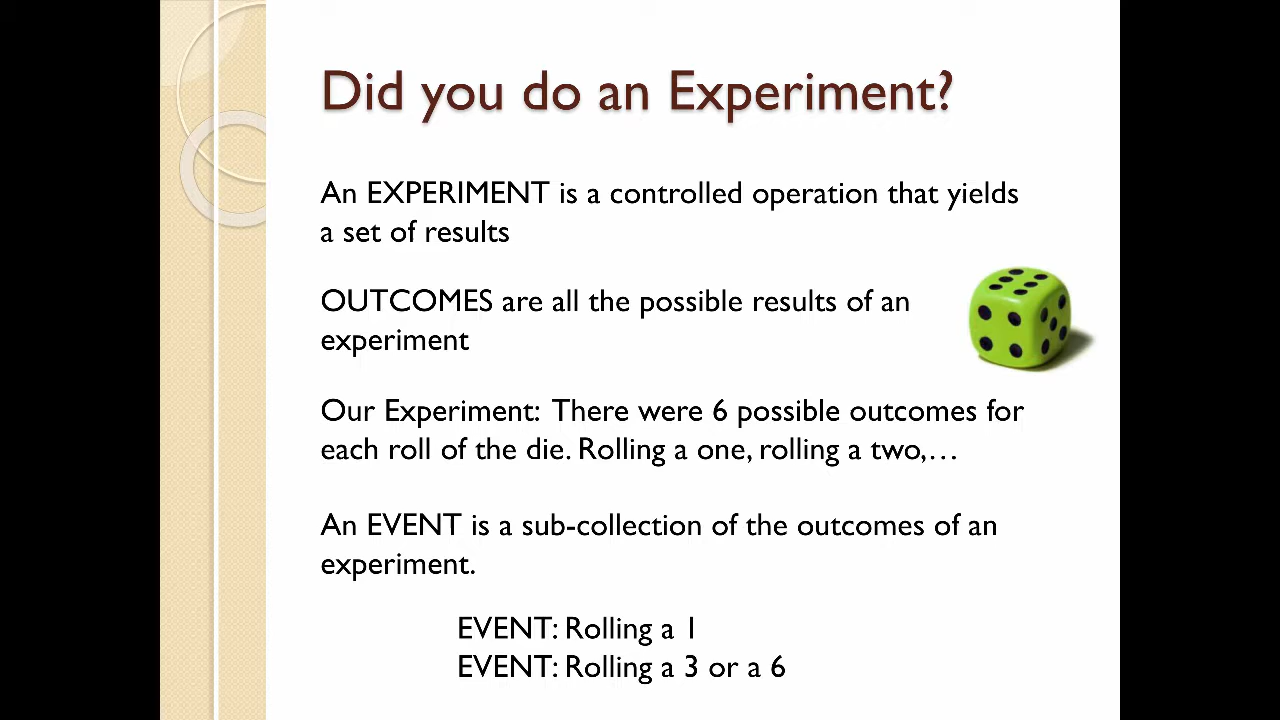 Did you do an Experiment?
An EXPERIMENT is a controlled operation that yields
a set of results
OUTCOMES are all the possible results of an
experiment
Our Experiment:  There were 6 possible outcomes for
each roll of the die. Rolling a one, rolling a two,…
An EVENT is a sub-collection of the outcomes of an
experiment.
EVENT: Rolling a 1
EVENT: Rolling a 3 or a 6